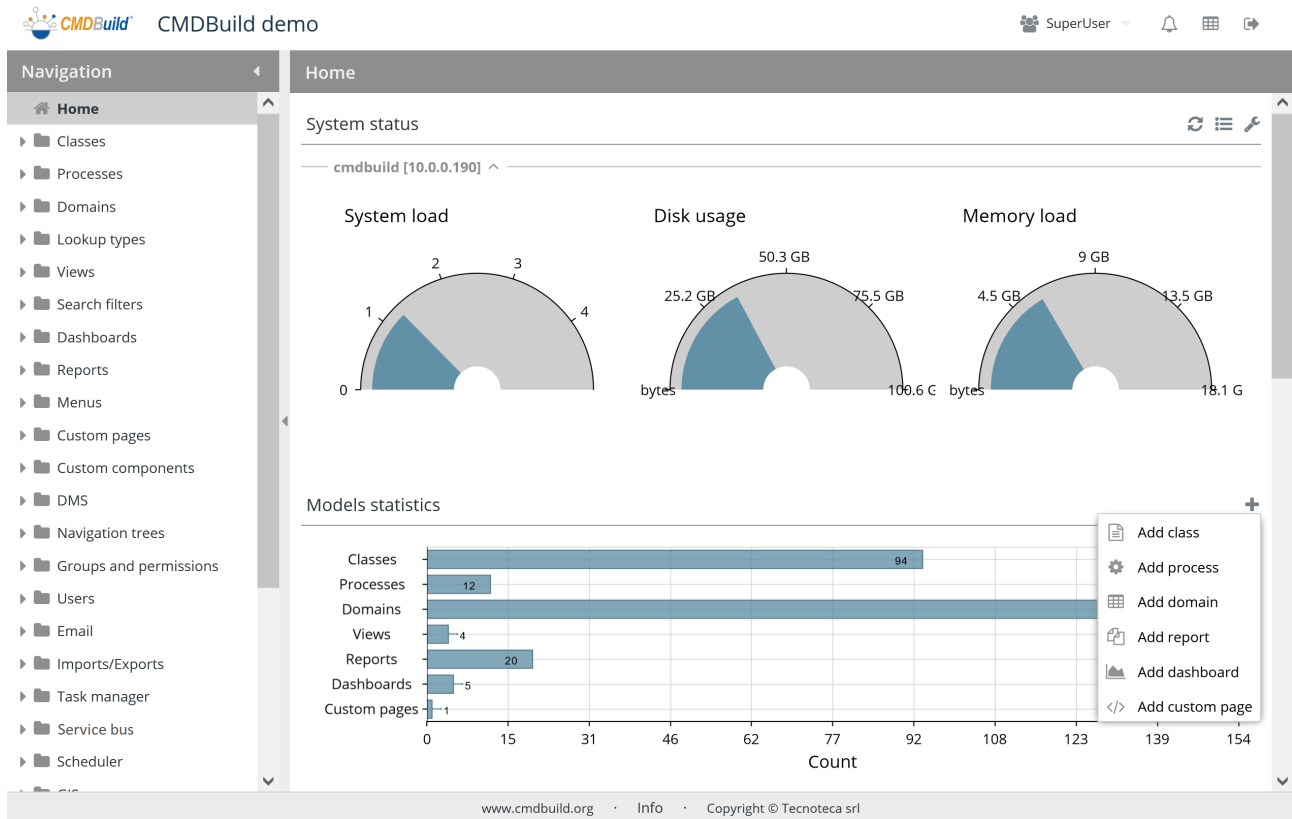 CMDBuild CMDBuild demo SuperUser
Navigation
Home
Classes
Processes
Domains
Lookup types
Views
Search filters
Dashboards
Reports
Menus
Custom pages
Custom components
DMS
Navigation trees
Groups and permissions
Users
Email
Imports/Exports
Task manager
Service bus
Scheduler
Home
System status
cmdbuild [10.0.0.190]
System load
0
1
2
3
4
Disk usage
bytes
25.2 GB
50.3 GB
75.5 GB
100.6 G
Memory load
bytes
4.5 GB
9 GB
13.5 GB
18.1 G
Models statistics
Classes 94
Processes 12
Domains
Views 4
Reports 20
Dashboards 5
Custom pages 1
0 15 31 46 62 77 92 108 123 139 154
Count
Add class
Add process
Add domain
Add report
Add dashboard
Add custom page
www.cmdbuild.org · Info · Copyright © Tecnoteca srl